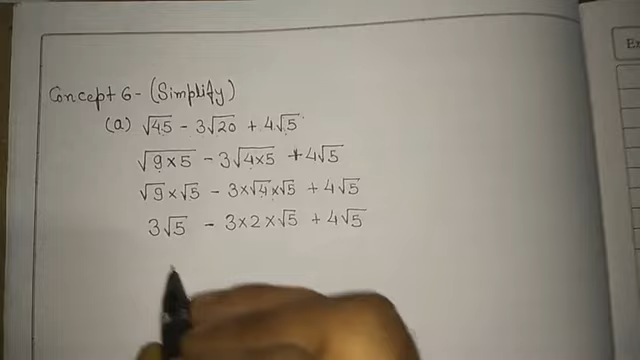 Concept 6 - (Simplify)
(a) √45 - 3√20 + 4√5
√9×5 - 3√4×5 + 4√5
√9 × √5 - 3×√4×√5 + 4√5
3√5 - 3×2×√5 + 4√5